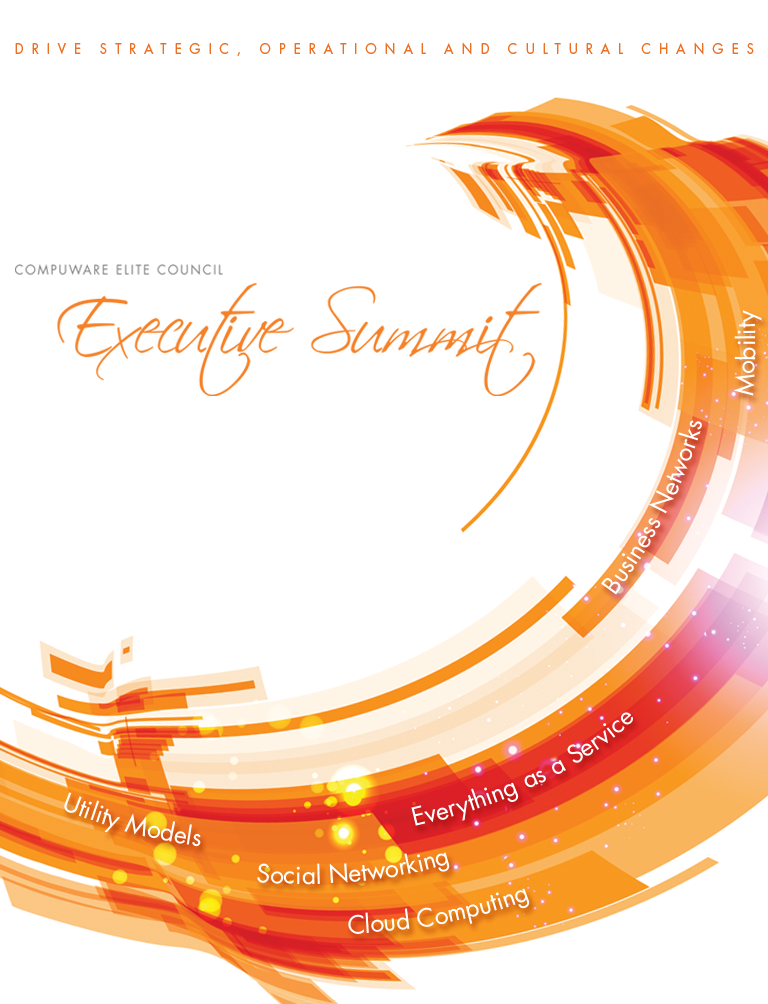 DRIVE STRATEGIC, OPERATIONAL AND CULTURAL CHANGES
COMPUWARE ELITE COUNCIL
Executive Summit
Mobility
Business Networks
Everything as a Service
Utility Models
Social Networking
Cloud Computing